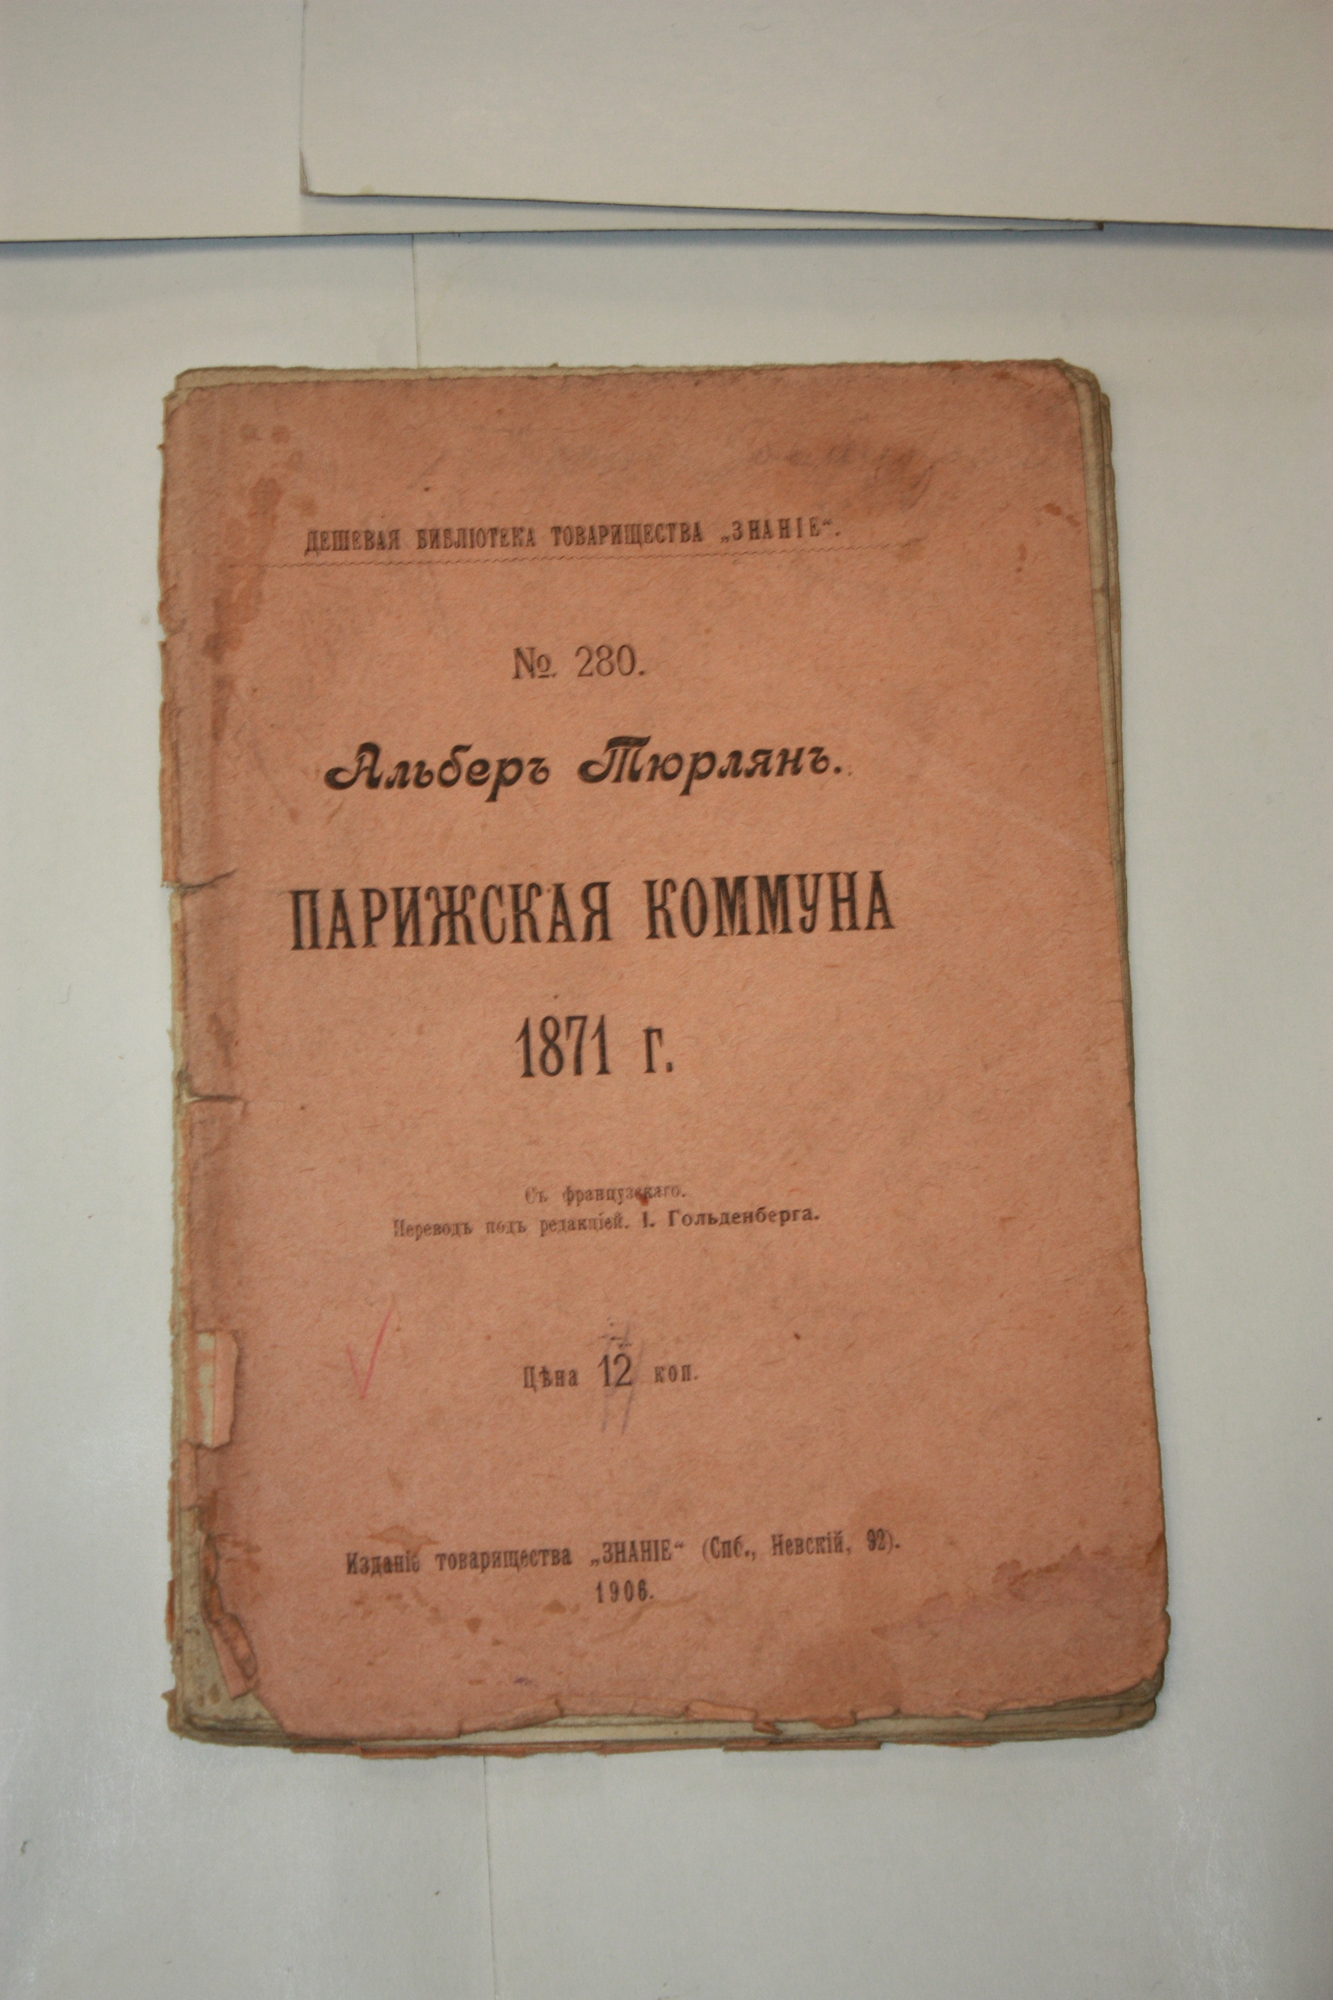 ДЕШЕВАЯ БИБЛІОТЕКА ТОВАРИЩЕСТВА „ЗНАНІЕ“.
№ 280.
Альберъ Тюрлянъ.
ПАРИЖСКАЯ КОММУНА
1871 г.
Съ французскаго.
Переводъ подъ редакціей. І. Гольденберга.
Цѣна 12 коп.
Изданіе товарищества „ЗНАНІЕ“ (Спб., Невскій, 92).
1906.